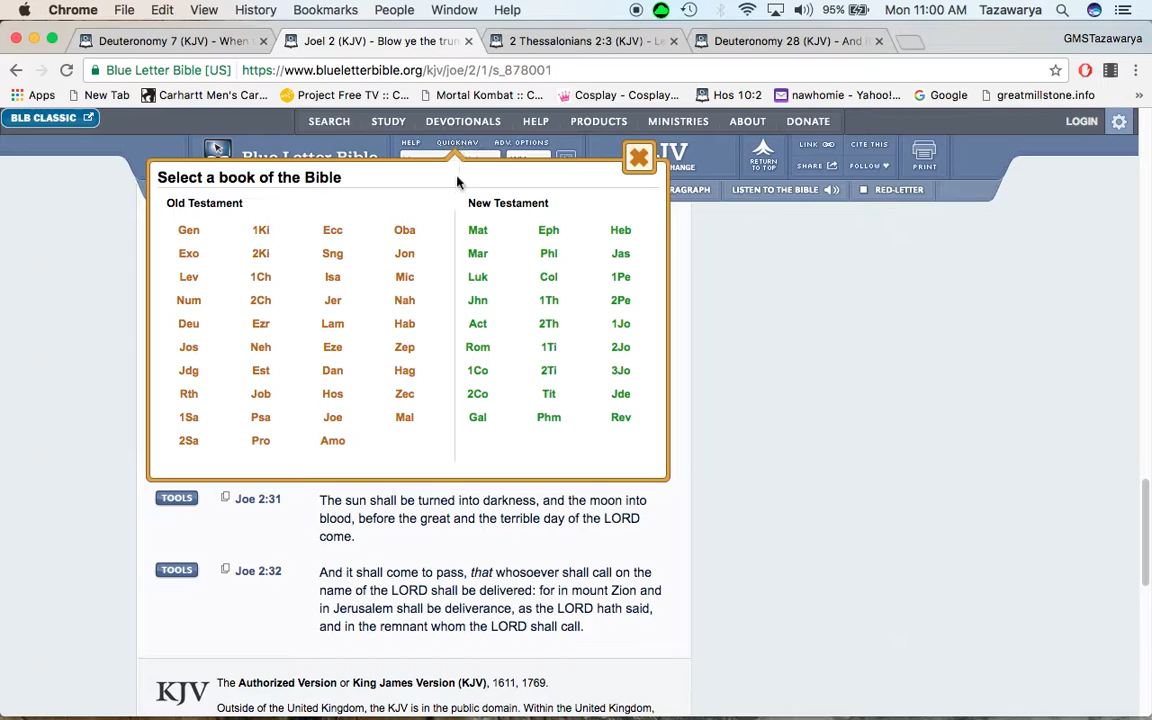 Chrome File Edit View History Bookmarks People Window Help 95% Mon 11:00 AM Tazawarya
Deuteronomy 7 (KJV) - When t Joel 2 (KJV) - Blow ye the trun 2 Thessalonians 2:3 (KJV) - Le Deuteronomy 28 (KJV) - And i GMSTazawarya
Blue Letter Bible [US] https://www.blueletterbible.org/kjv/joe/2/1/s_878001
Apps New Tab Carhartt Men's Car... Project Free TV :: C... Mortal Kombat :: C... Cosplay - Cosplay... Hos 10:2 nawhomie - Yahoo!... Google greatmillstone.info »
BLB CLASSIC SEARCH STUDY DEVOTIONALS HELP PRODUCTS MINISTRIES ABOUT DONATE LOGIN
HELP QUICKNAV ADV. OPTIONS LINK CITE THIS
Blue Letter Bible KJV
CHANGE RETURN TO TOP SHARE FOLLOW PRINT
RAGRAPH LISTEN TO THE BIBLE RED-LETTER
Select a book of the Bible
Old Testament New Testament
Gen 1Ki Ecc Oba Mat Eph Heb
Exo 2Ki Sng Jon Mar Phl Jas
Lev 1Ch Isa Mic Luk Col 1Pe
Num 2Ch Jer Nah Jhn 1Th 2Pe
Deu Ezr Lam Hab Act 2Th 1Jo
Jos Neh Eze Zep Rom 1Ti 2Jo
Jdg Est Dan Hag 1Co 2Ti 3Jo
Rth Job Hos Zec 2Co Tit Jde
1Sa Psa Joe Mal Gal Phm Rev
2Sa Pro Amo
TOOLS Joe 2:31 The sun shall be turned into darkness, and the moon into
blood, before the great and the terrible day of the LORD
come.
TOOLS Joe 2:32 And it shall come to pass, that whosoever shall call on the
name of the LORD shall be delivered: for in mount Zion and
in Jerusalem shall be deliverance, as the LORD hath said,
and in the remnant whom the LORD shall call.
KJV The Authorized Version or King James Version (KJV), 1611, 1769.
Outside of the United Kingdom, the KJV is in the public domain. Within the United Kingdom,